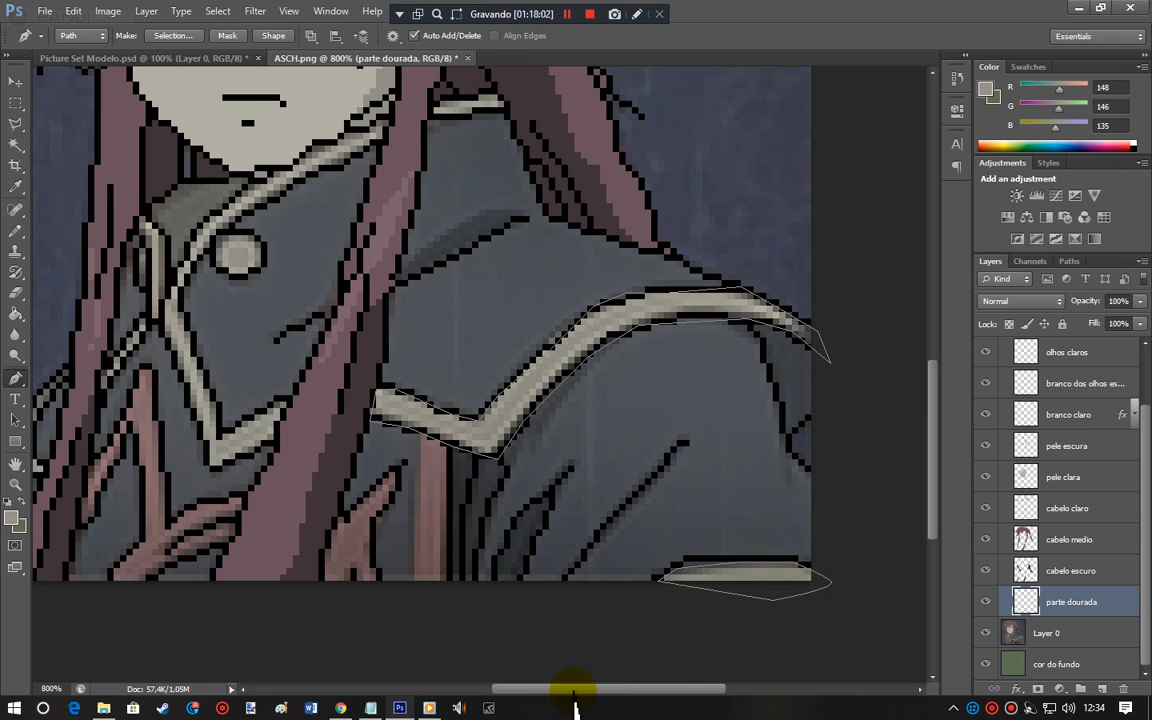 Ps File Edit Image Layer Type Select Filter View Window Help
Gravando [01:18:02]
Path Make: Selection... Mask Shape Auto Add/Delete Align Edges Essentials
Picture Set Modelo.psd @ 100% (Layer 0, RGB/8) * × ASCH.png @ 800% (parte dourada, RGB/8) * ×
Color Swatches
R 148
G 146
B 135
Adjustments Styles
Add an adjustment
Layers Channels Paths
Kind
Normal Opacity: 100%
Lock: Fill: 100%
olhos claros
branco dos olhos es...
branco claro fx
pele escura
pele clara
cabelo claro
cabelo medio
cabelo escuro
parte dourada
Layer 0
cor do fundo
800% Doc: 57,4K/1,05M
12:34